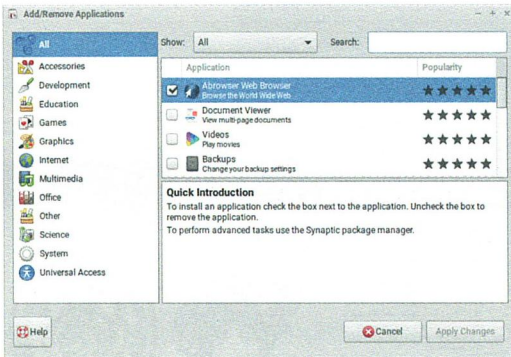 Add/Remove Applications
All
Accessories
Development
Education
Games
Graphics
Internet
Multimedia
Office
Other
Science
System
Universal Access
Show: All Search:
Application Popularity
Abrowser Web Browser
Browse the World Wide Web
Document Viewer
View multi-page documents
Videos
Play movies
Backups
Change your backup settings
Quick Introduction
To install an application check the box next to the application. Uncheck the box to
remove the application.
To perform advanced tasks use the Synaptic package manager.
Help
Cancel
Apply Changes